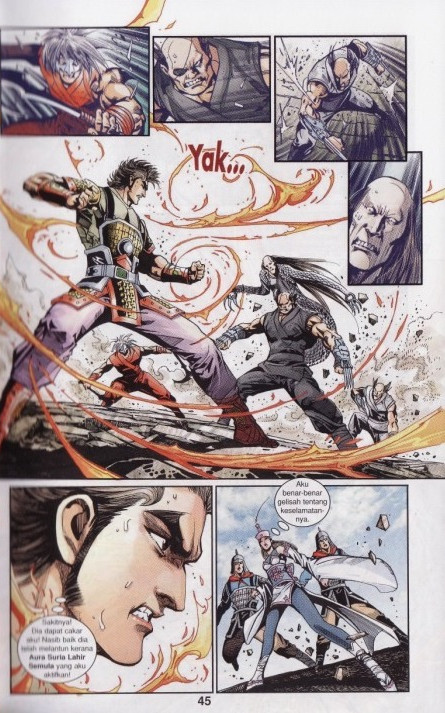 Yak...
Sakitnya!
Dia dapat cakar
aku! Nasib baik dia
telah melantun kerana
Aura Suria Lahir
Semula yang aku
aktifkan!
Aku
benar-benar
gelisah tentang
keselamatan-
nya.
45